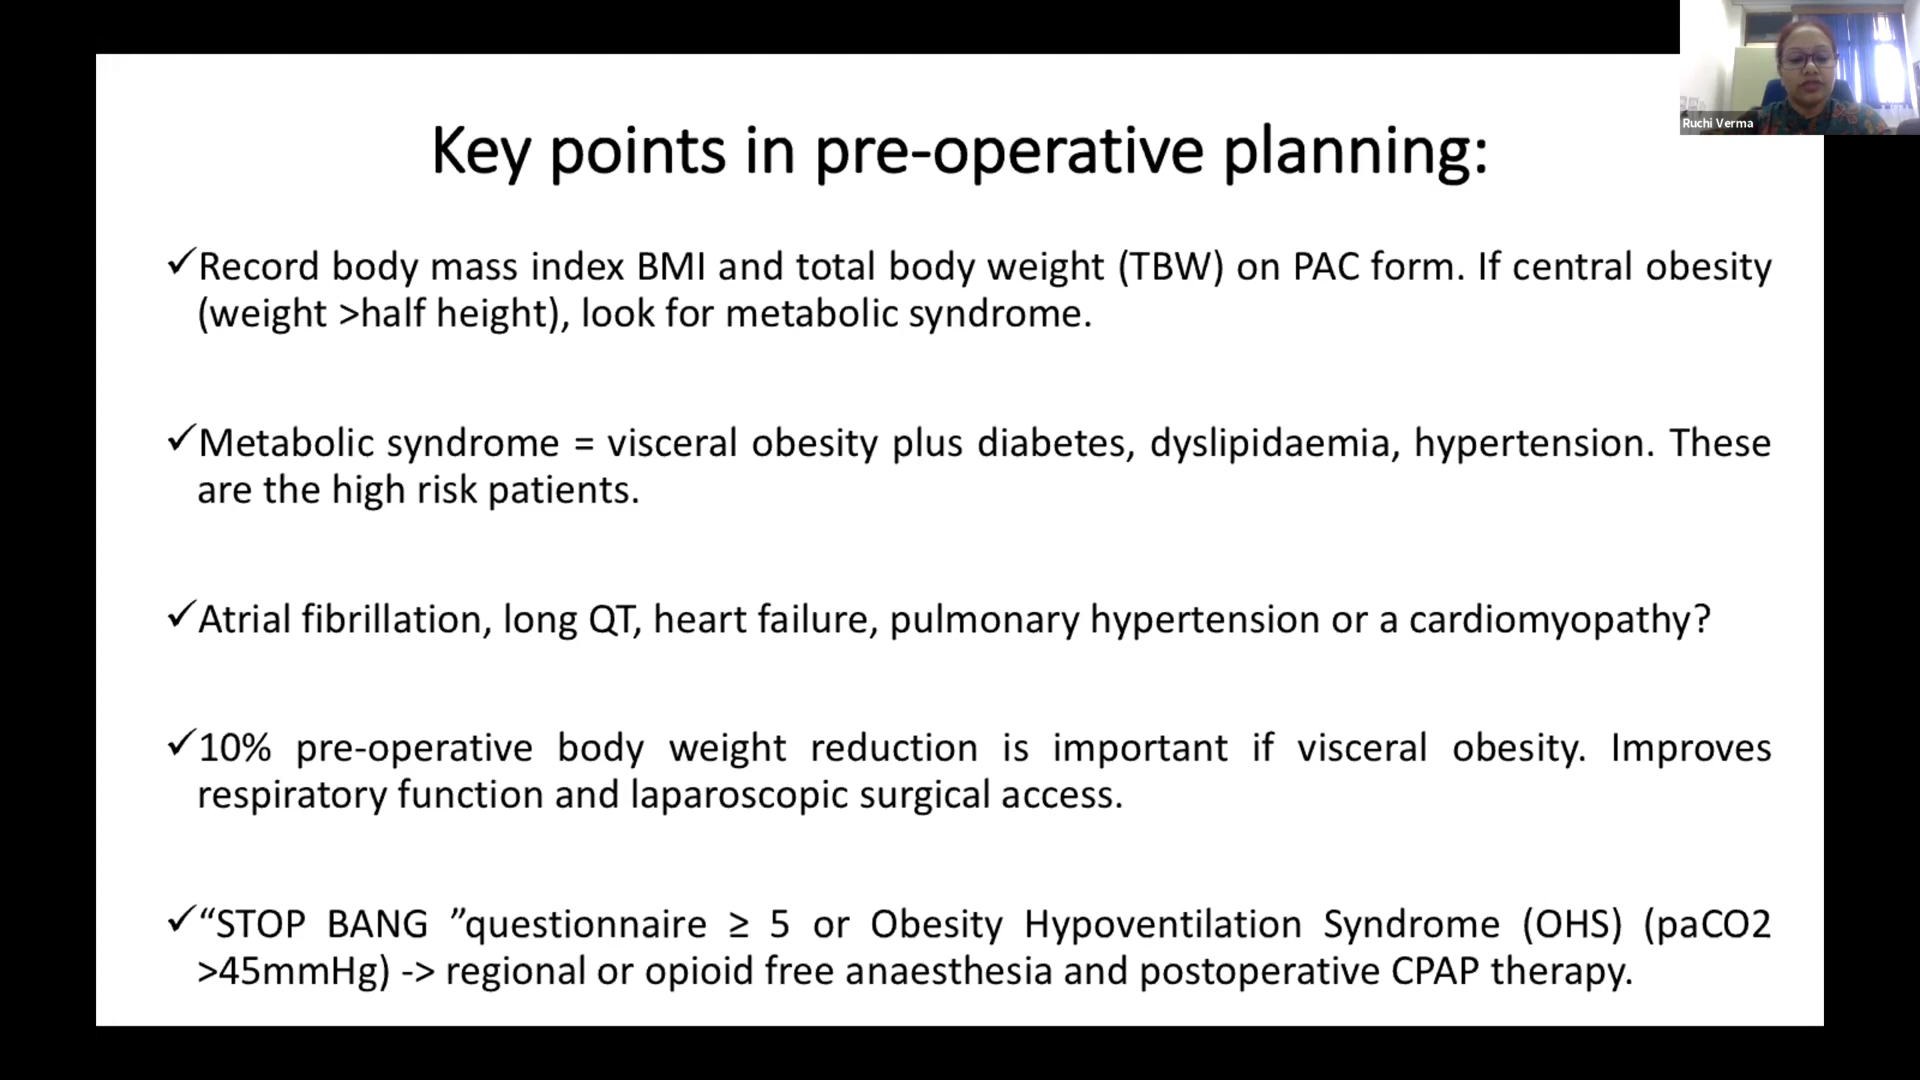 Key points in pre-operative planning:
Ruchi Verma
✓Record body mass index BMI and total body weight (TBW) on PAC form. If central obesity
(weight >half height), look for metabolic syndrome.
✓Metabolic syndrome = visceral obesity plus diabetes, dyslipidaemia, hypertension. These
are the high risk patients.
✓Atrial fibrillation, long QT, heart failure, pulmonary hypertension or a cardiomyopathy?
✓10% pre-operative body weight reduction is important if visceral obesity. Improves
respiratory function and laparoscopic surgical access.
✓“STOP BANG ”questionnaire ≥ 5 or Obesity Hypoventilation Syndrome (OHS) (paCO2
>45mmHg) -> regional or opioid free anaesthesia and postoperative CPAP therapy.